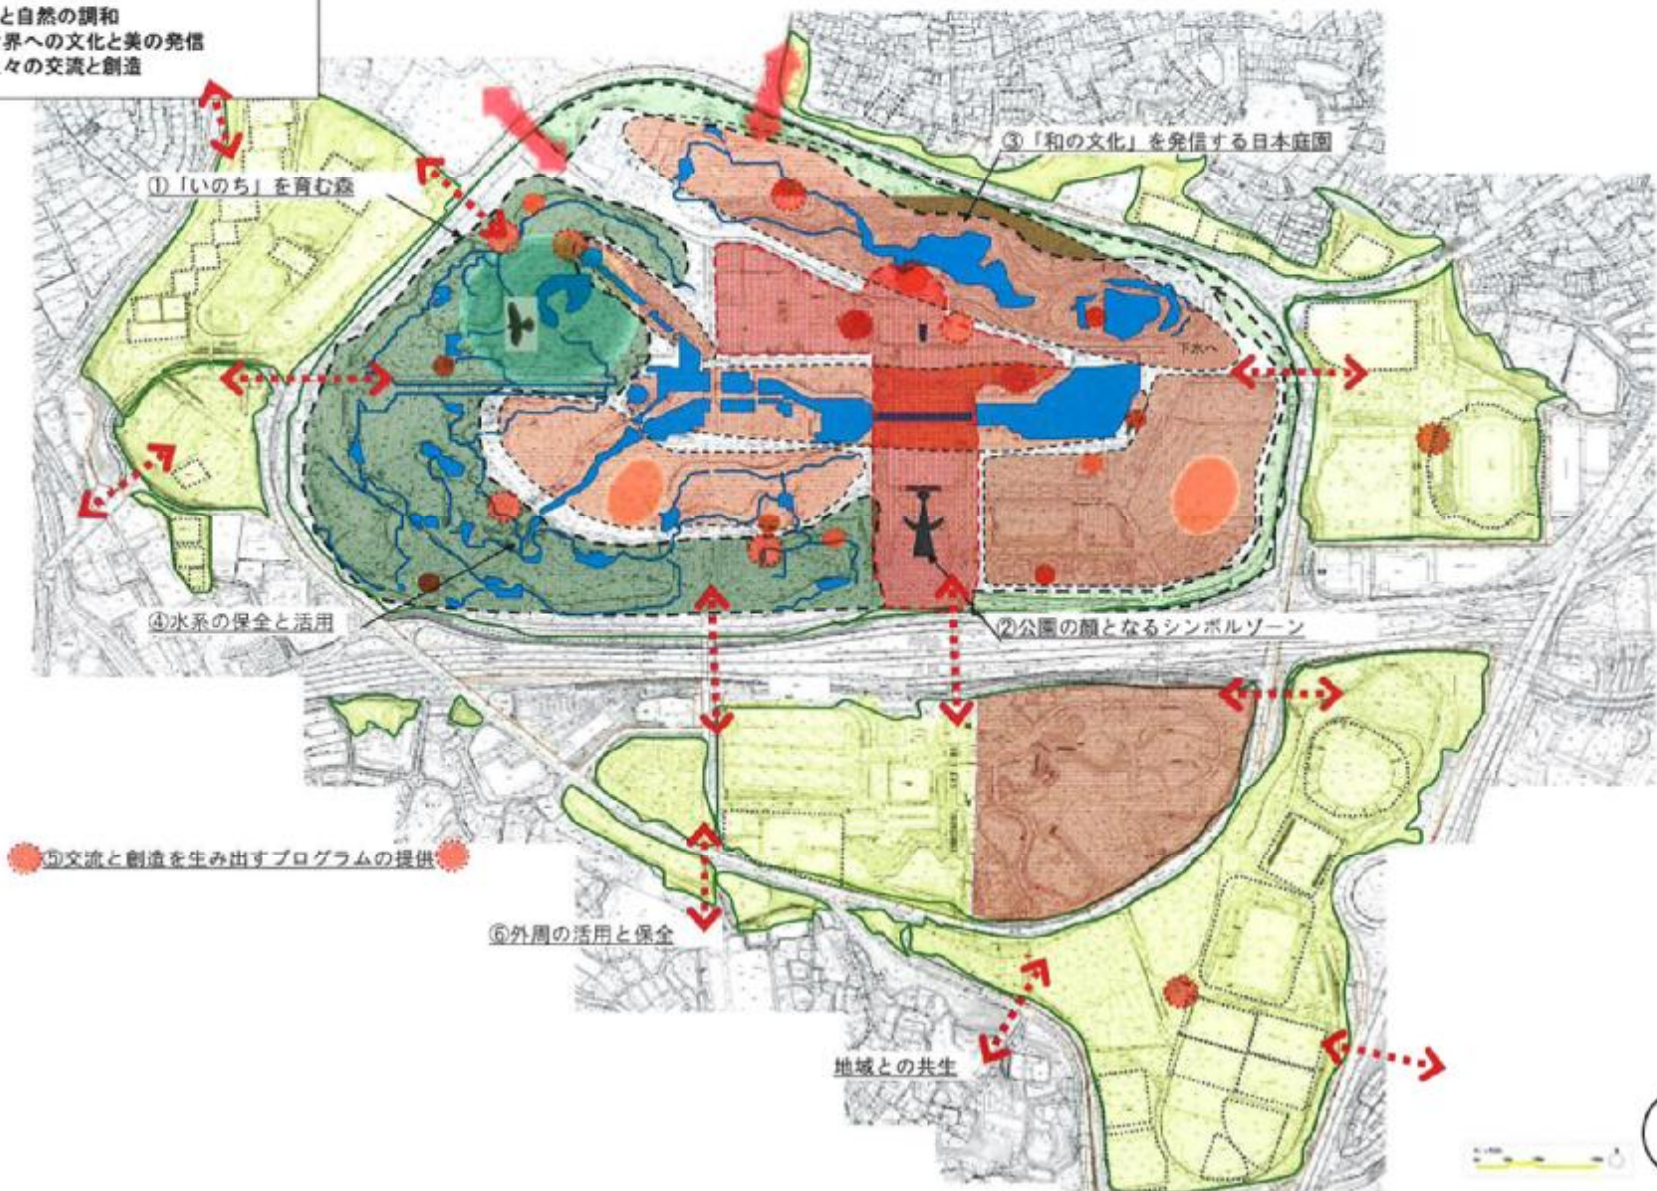 と自然の調和
界への文化と美の発信
々の交流と創造
③「和の文化」を発信する日本庭園
①「いのち」を育む森
下水へ
④水系の保全と活用
②公園の顔となるシンボルゾーン
⑤交流と創造を生み出すプログラムの提供
⑥外周の活用と保全
地域との共生